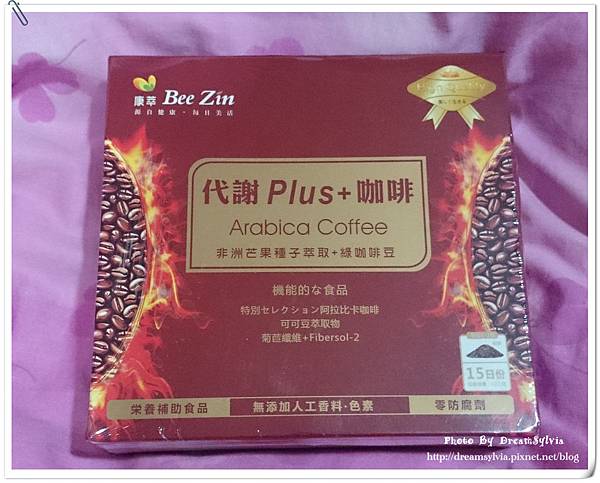 康萃 Bee Zin
源自健康・每日美活
代謝 Plus+ 咖啡
Arabica Coffee
非洲芒果種子萃取+綠咖啡豆
機能的な食品
特別セレクション阿拉比卡咖啡
可可豆萃取物
菊苣纖維+Fibersol-2
15日份
栄養補助食品
無添加人工香料·色素
零防腐劑
Photo By DreamSylvia
http://dreamsylvia.pixnet.net/blog